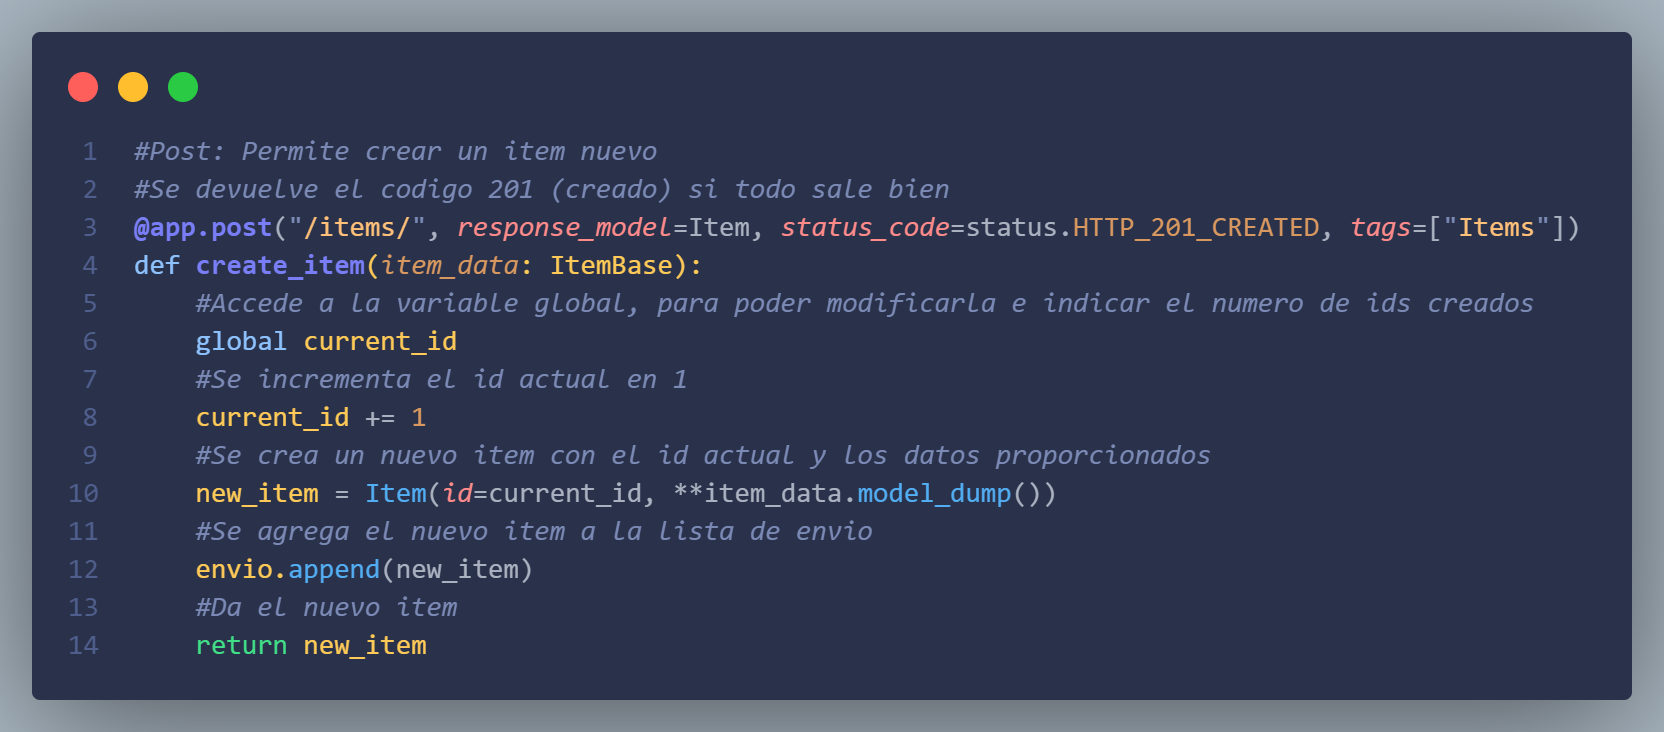 1 #Post: Permite crear un item nuevo
2 #Se devuelve el codigo 201 (creado) si todo sale bien
3 @app.post("/items/", response_model=Item, status_code=status.HTTP_201_CREATED, tags=["Items"])
4 def create_item(item_data: ItemBase):
5     #Accede a la variable global, para poder modificarla e indicar el numero de ids creados
6     global current_id
7     #Se incrementa el id actual en 1
8     current_id += 1
9     #Se crea un nuevo item con el id actual y los datos proporcionados
10     new_item = Item(id=current_id, **item_data.model_dump())
11     #Se agrega el nuevo item a la lista de envio
12     envio.append(new_item)
13     #Da el nuevo item
14     return new_item